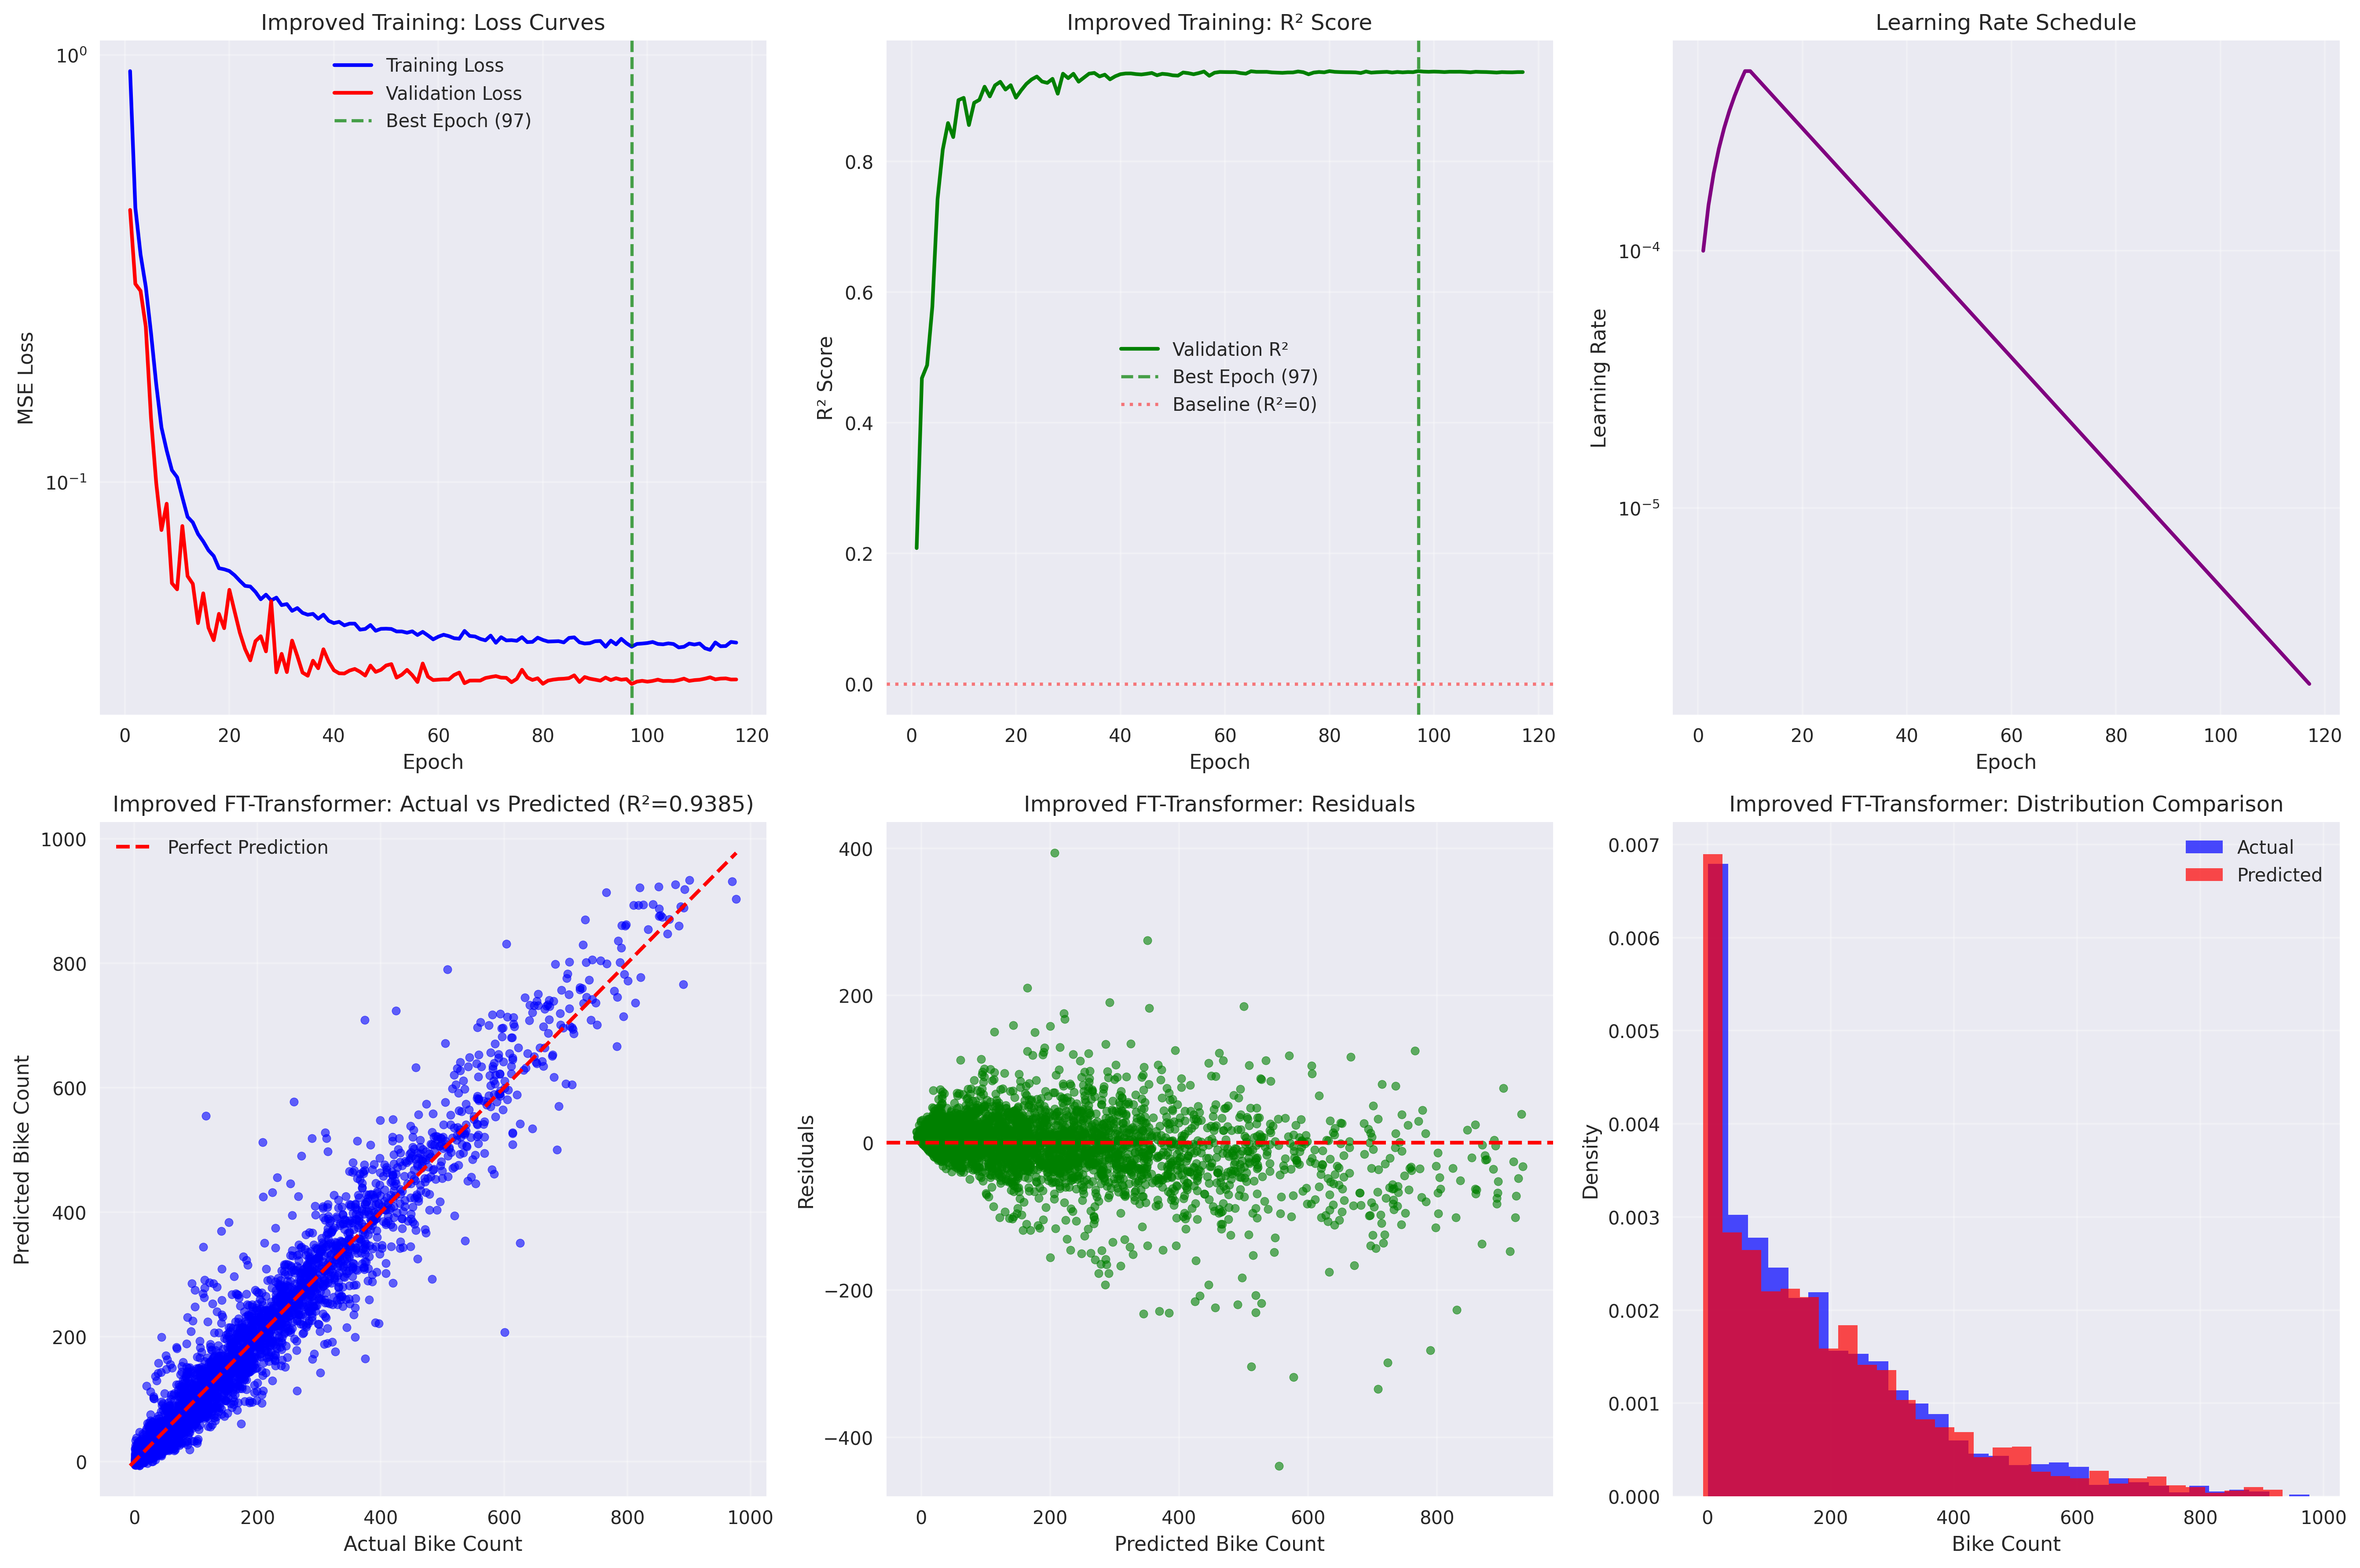 Improved Training: Loss Curves
MSE Loss
10⁰
10⁻¹
Training Loss
Validation Loss
Best Epoch (97)
0 20 40 60 80 100 120
Epoch
Improved Training: R² Score
R² Score
0.8
0.6
0.4
0.2
0.0
Validation R²
Best Epoch (97)
Baseline (R²=0)
0 20 40 60 80 100 120
Epoch
Learning Rate Schedule
Learning Rate
10⁻⁴
10⁻⁵
0 20 40 60 80 100 120
Epoch
Improved FT-Transformer: Actual vs Predicted (R²=0.9385)
Predicted Bike Count
1000
800
600
400
200
0
Perfect Prediction
0 200 400 600 800 1000
Actual Bike Count
Improved FT-Transformer: Residuals
Residuals
400
200
0
−200
−400
0 200 400 600 800
Predicted Bike Count
Improved FT-Transformer: Distribution Comparison
Density
0.007
0.006
0.005
0.004
0.003
0.002
0.001
0.000
Actual
Predicted
0 200 400 600 800 1000
Bike Count